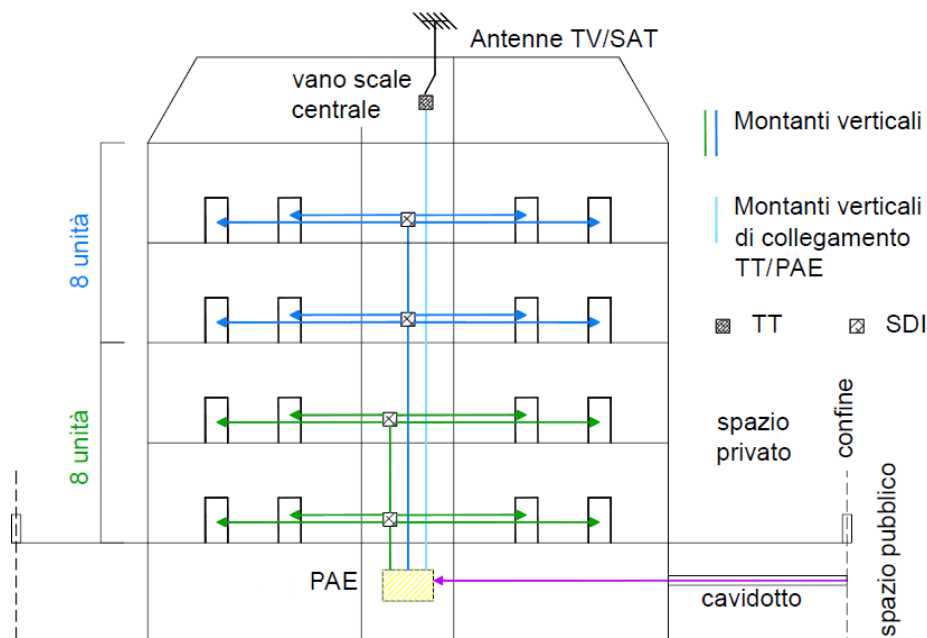 Antenne TV/SAT
vano scale
centrale
Montanti verticali
Montanti verticali
di collegamento
TT/PAE
TT
SDI
8 unità
8 unità
spazio
privato
confine
spazio pubblico
PAE
cavidotto